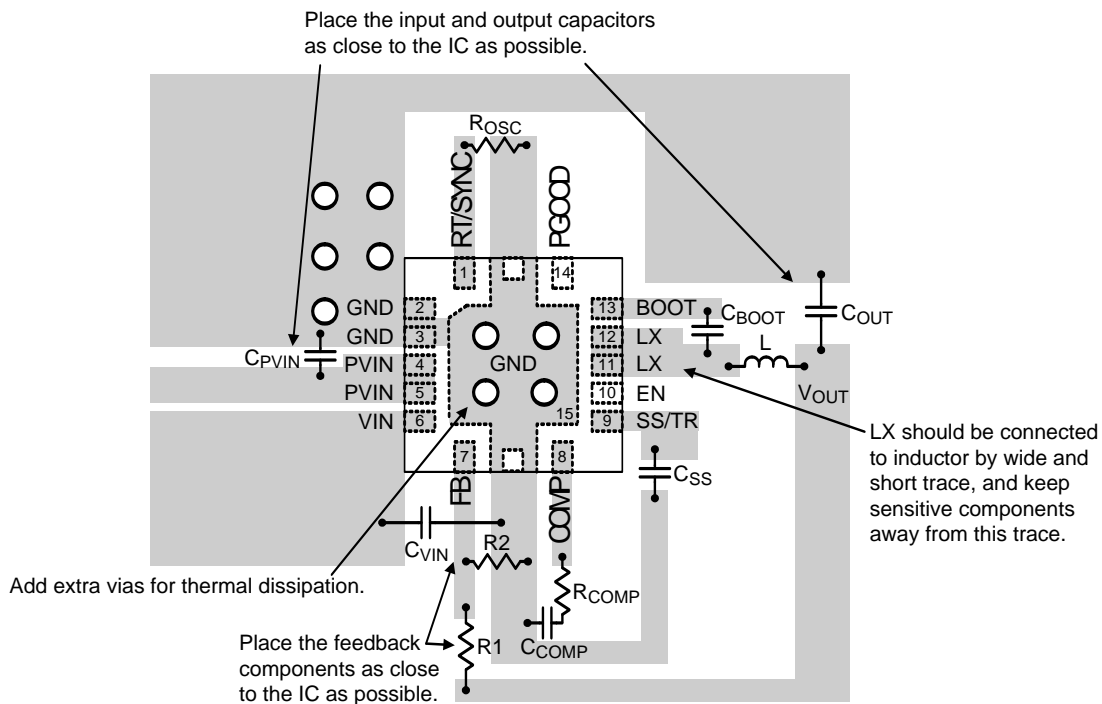 Place the input and output capacitors
as close to the IC as possible.
ROSC
RT/SYNC
PGOOD
1
14
GND
2
13
BOOT
CBOOT
COUT
GND
3
12
LX
L
CPVIN
PVIN
4
GND
11
LX
PVIN
5
10
EN
VOUT
VIN
6
15
9
SS/TR
LX should be connected
to inductor by wide and
short trace, and keep
sensitive components
away from this trace.
7
8
FB
COMP
CSS
CVIN
R2
Add extra vias for thermal dissipation.
RCOMP
Place the feedback
components as close
to the IC as possible.
R1
CCOMP